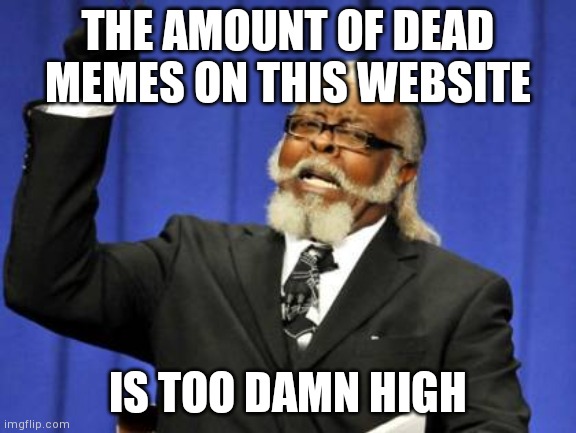 THE AMOUNT OF DEAD
MEMES ON THIS WEBSITE
IS TOO DAMN HIGH
imgflip.com